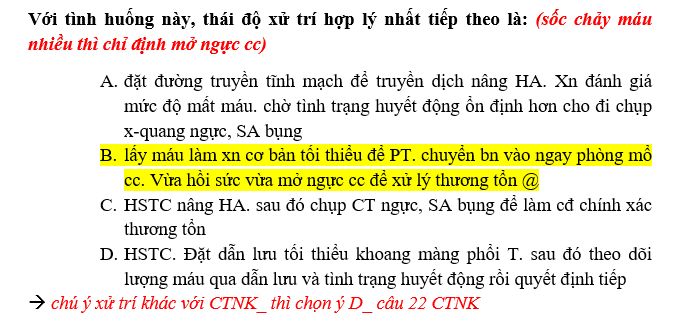 Với tình huống này, thái độ xử trí hợp lý nhất tiếp theo là: (sốc chảy máu
nhiều thì chỉ định mở ngực cc)
A. đặt đường truyền tĩnh mạch để truyền dịch nâng HA. Xn đánh giá
mức độ mất máu. chờ tình trạng huyết động ổn định hơn cho đi chụp
x-quang ngực, SA bụng
B. lấy máu làm xn cơ bản tối thiểu để PT. chuyển bn vào ngay phòng mổ
cc. Vừa hồi sức vừa mở ngực cc để xử lý thương tổn @
C. HSTC nâng HA. sau đó chụp CT ngực, SA bụng để làm cđ chính xác
thương tổn
D. HSTC. Đặt dẫn lưu tối thiểu khoang màng phổi T. sau đó theo dõi
lượng máu qua dẫn lưu và tình trạng huyết động rồi quyết định tiếp
→ chú ý xử trí khác với CTNK_ thì chọn ý D_ câu 22 CTNK